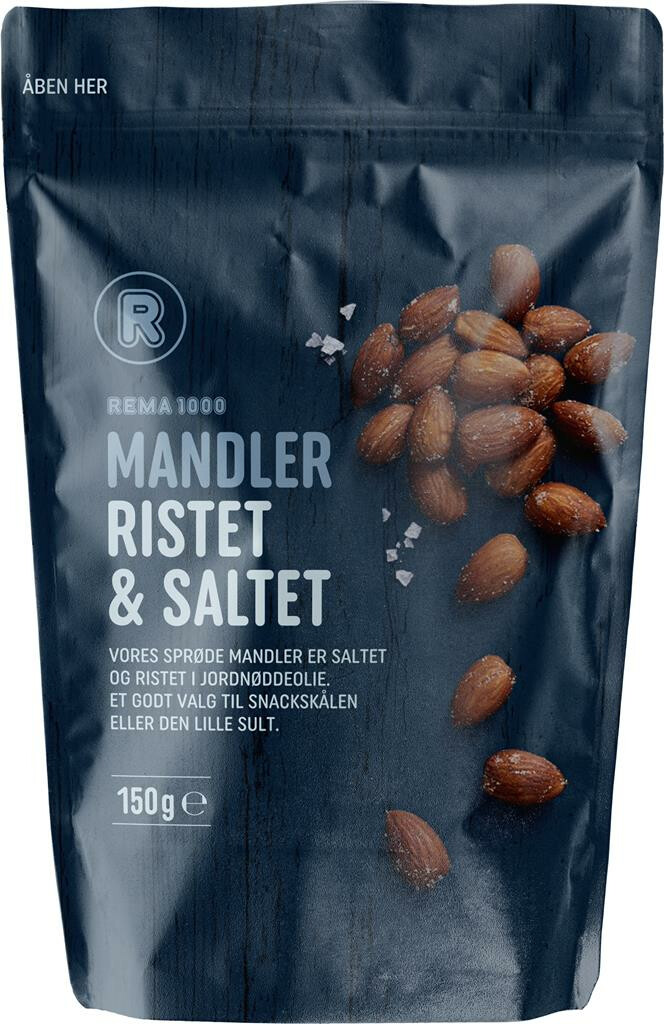 ÅBEN HER
R
REMA 1000
MANDLER
RISTET
& SALTET
VORES SPRØDE MANDLER ER SALTET
OG RISTET I JORDNØDDEOLIE.
ET GODT VALG TIL SNACKSKÅLEN
ELLER DEN LILLE SULT.
150g ℮